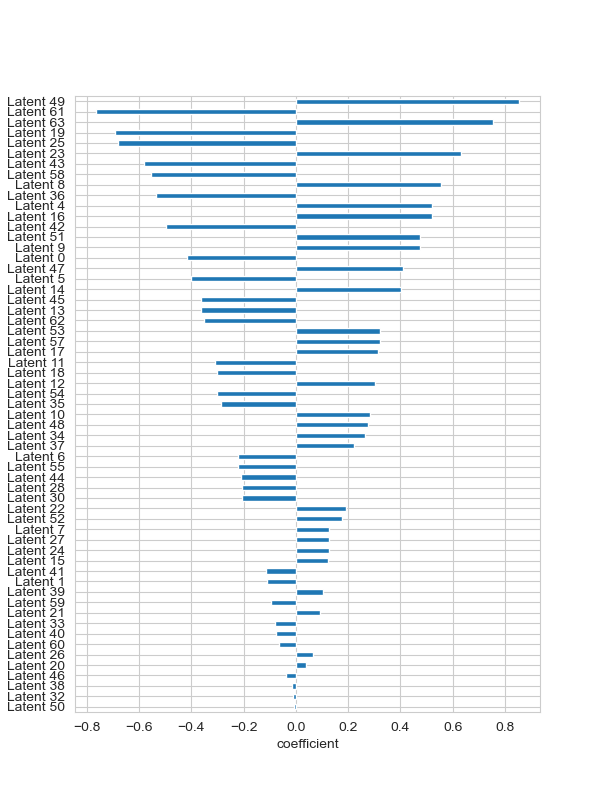 Latent 49
Latent 61
Latent 63
Latent 19
Latent 25
Latent 23
Latent 43
Latent 58
Latent 8
Latent 36
Latent 4
Latent 16
Latent 42
Latent 51
Latent 9
Latent 0
Latent 47
Latent 5
Latent 14
Latent 45
Latent 13
Latent 62
Latent 53
Latent 57
Latent 17
Latent 11
Latent 18
Latent 12
Latent 54
Latent 35
Latent 10
Latent 48
Latent 34
Latent 37
Latent 6
Latent 55
Latent 44
Latent 28
Latent 30
Latent 22
Latent 52
Latent 7
Latent 27
Latent 24
Latent 15
Latent 41
Latent 1
Latent 39
Latent 59
Latent 21
Latent 33
Latent 40
Latent 60
Latent 26
Latent 20
Latent 46
Latent 38
Latent 32
Latent 50
−0.8 −0.6 −0.4 −0.2 0.0 0.2 0.4 0.6 0.8
coefficient